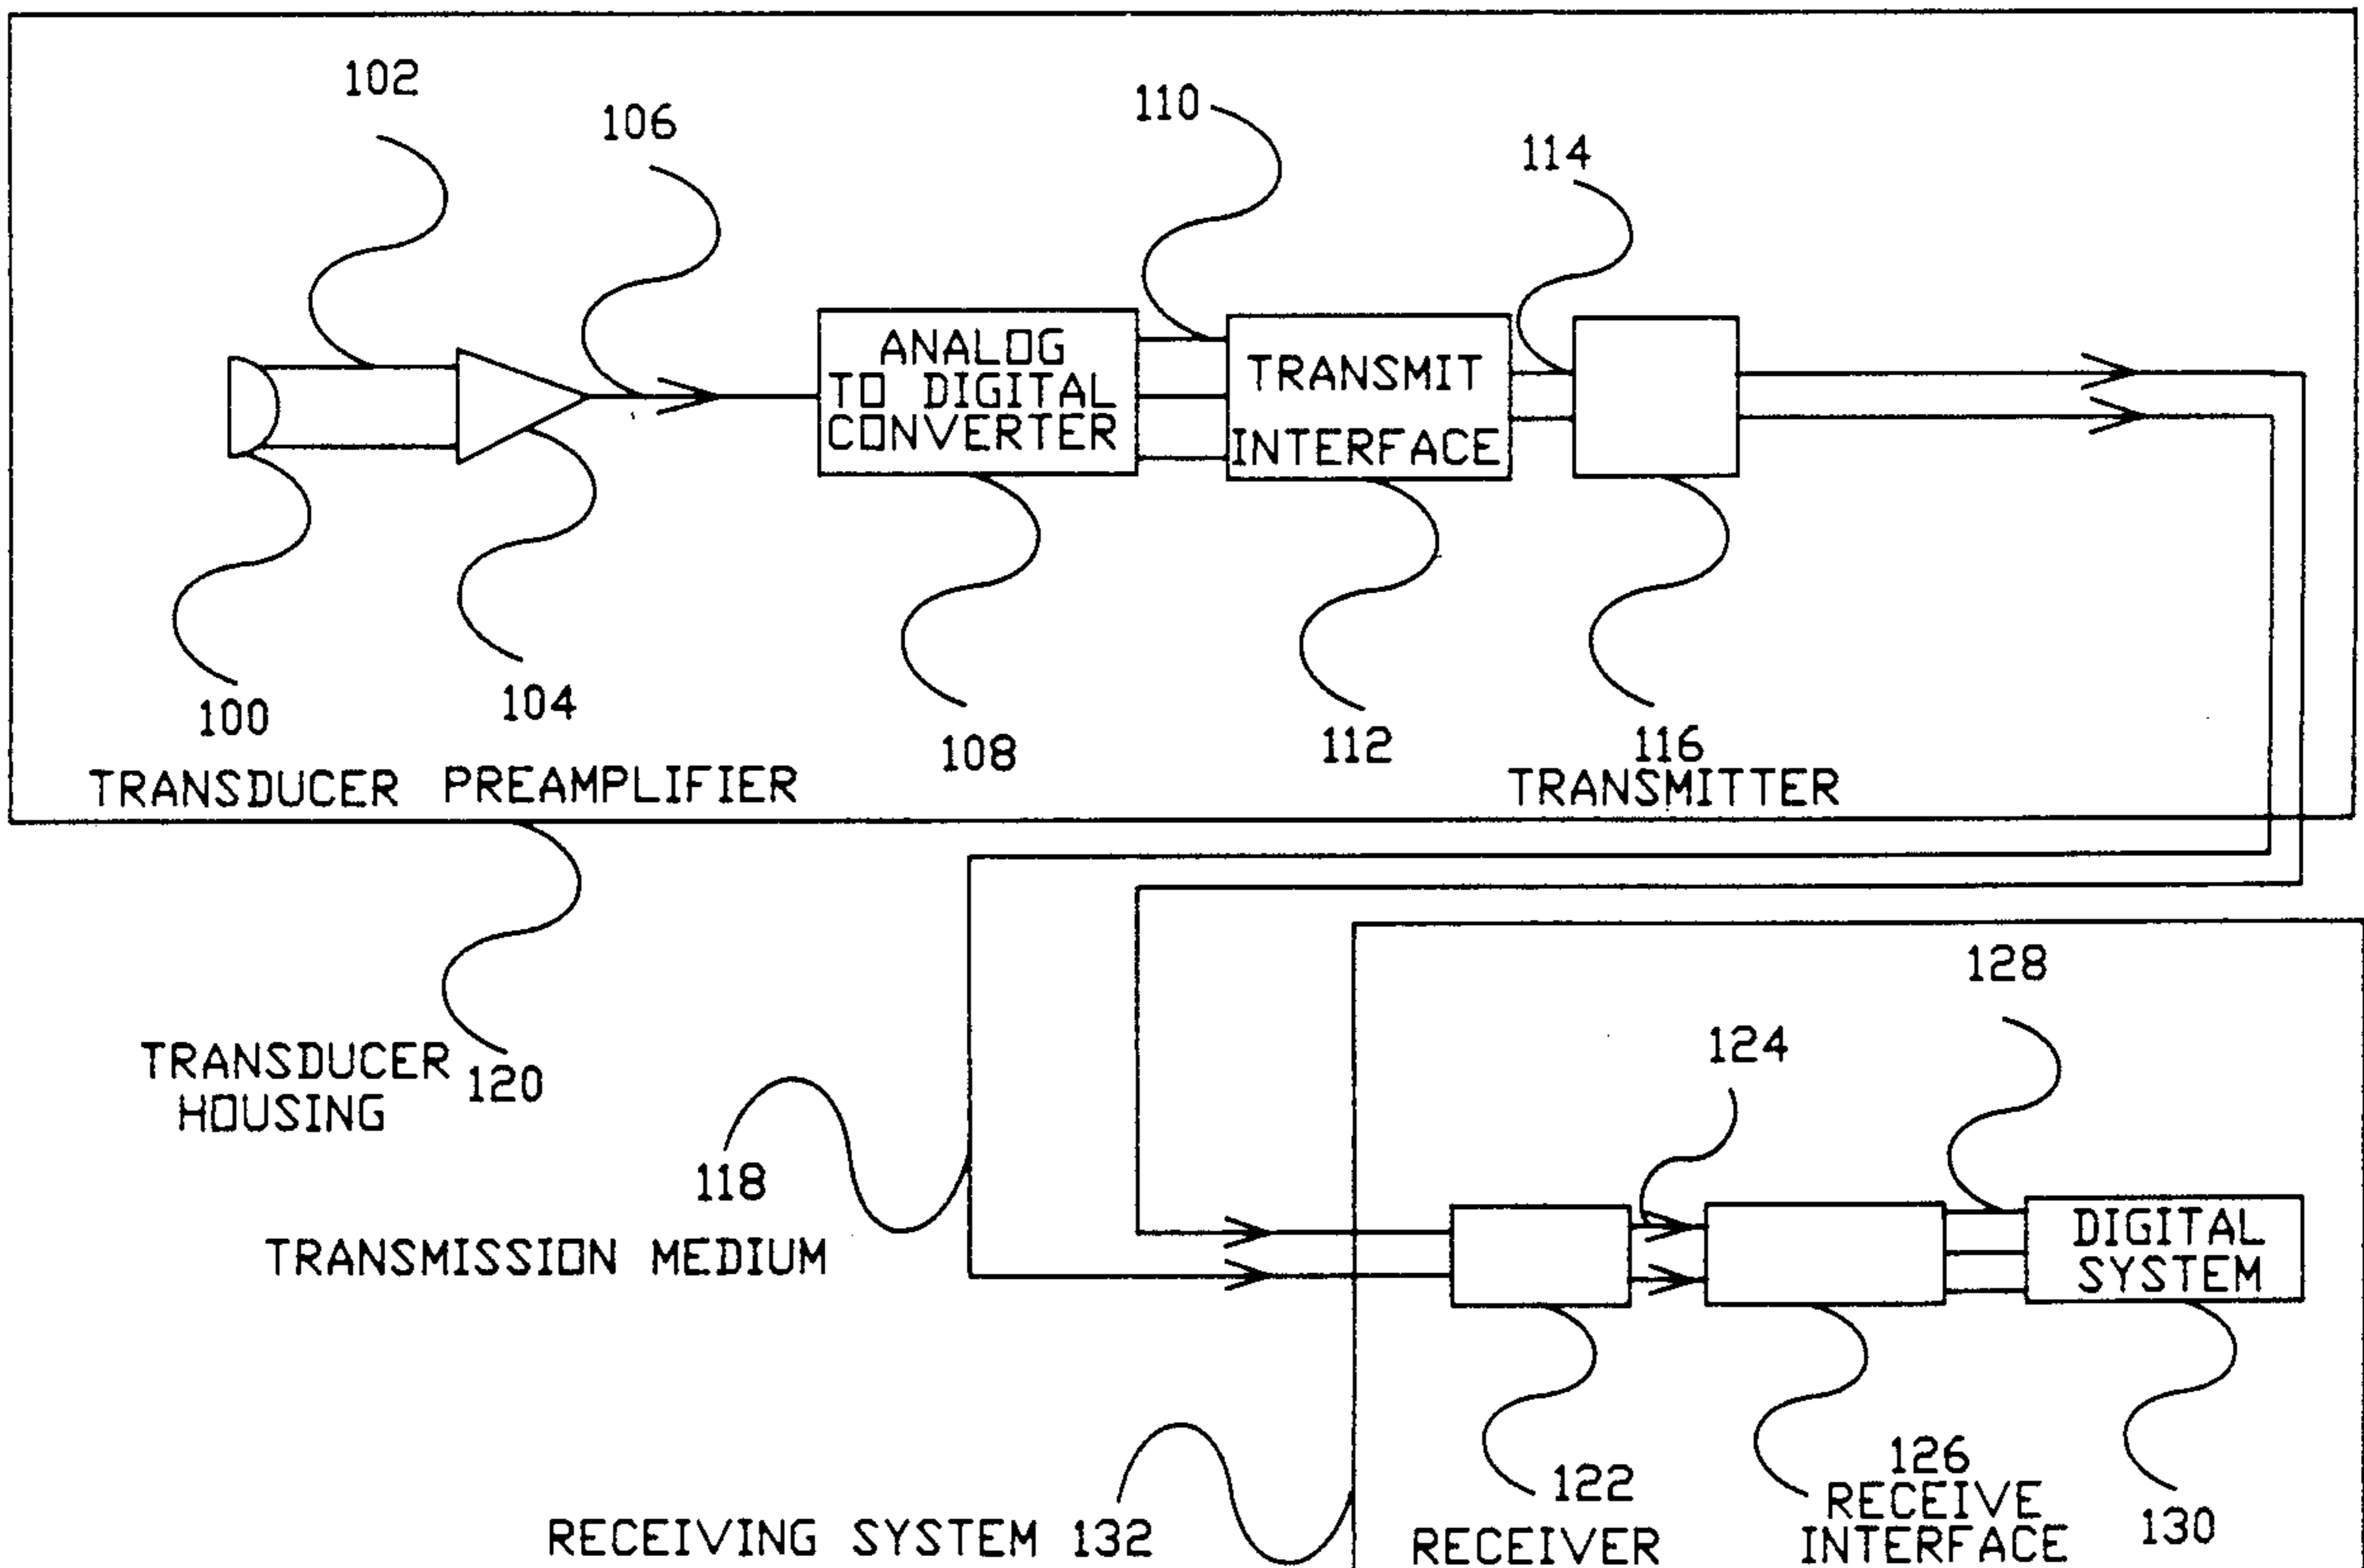 102
106
110
114
ANALOG
TO DIGITAL
CONVERTER
TRANSMIT
INTERFACE
100
104
108
112
116
TRANSDUCER
PREAMPLIFIER
TRANSMITTER
TRANSDUCER
HOUSING
120
118
TRANSMISSION MEDIUM
128
124
DIGITAL
SYSTEM
122
RECEIVER
126
RECEIVE
INTERFACE
130
RECEIVING SYSTEM 132